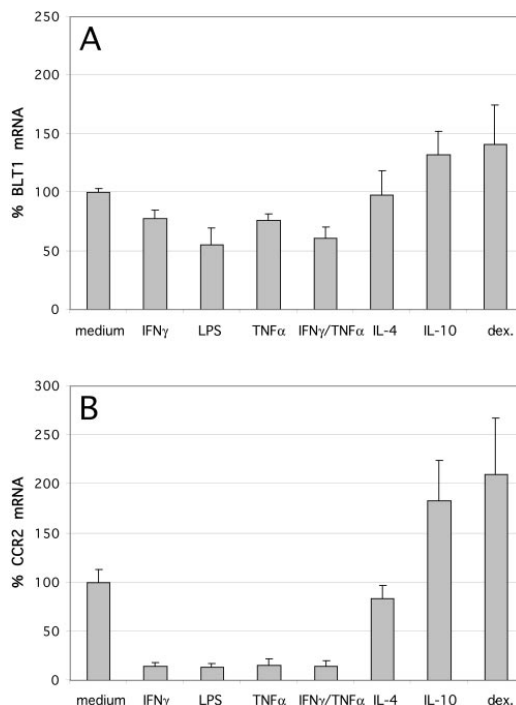 A
% BLT1 mRNA
250
200
150
100
50
0
medium IFNγ LPS TNFα IFNγ/TNFα IL-4 IL-10 dex.
B
% CCR2 mRNA
300
250
200
150
100
50
0
medium IFNγ LPS TNFα IFNγ/TNFα IL-4 IL-10 dex.